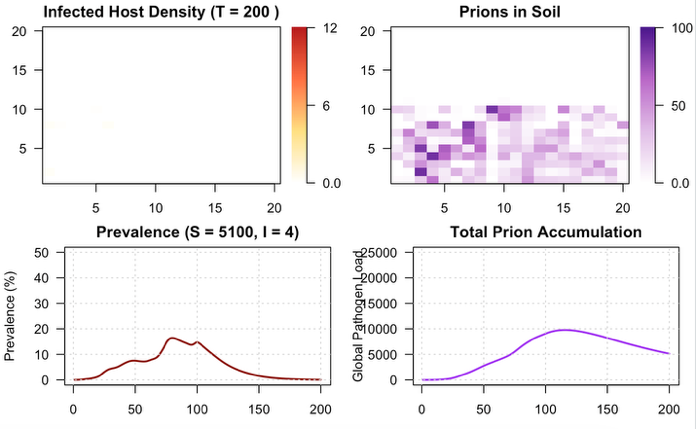 Infected Host Density (T = 200 )
20
15
10
5
5 10 15 20
12
6
0.0
Prions in Soil
20
15
10
5
5 10 15 20
100
50
0.0
Prevalence (S = 5100, I = 4)
Prevalence (%)
50
40
30
20
10
0
0 50 100 150 200
Total Prion Accumulation
Global Pathogen Load
25000
20000
15000
10000
5000
0
0 50 100 150 200